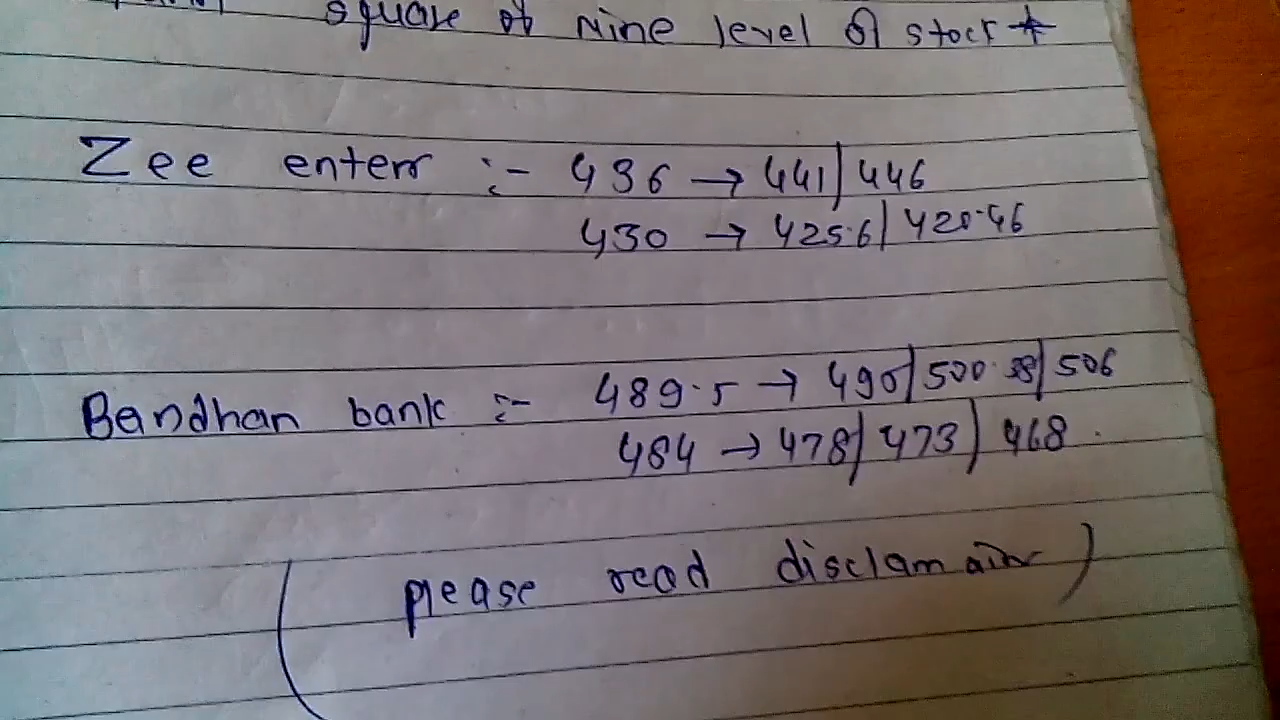 square of Nine level of stock *
Zee enterr :- 436 → 441/446
430 → 425.6/420.46
Bandhan bank :- 489.5 → 490/500.38/506
484 → 478/473/468.
(please read disclamair)